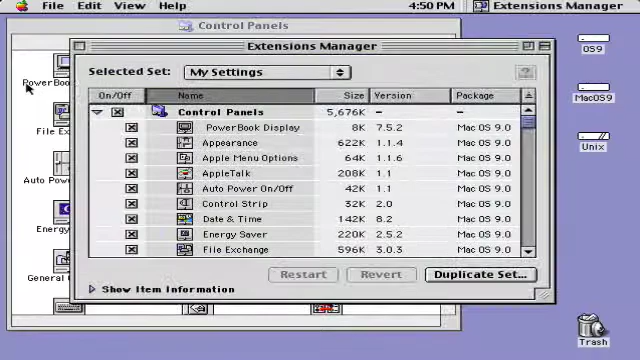 File Edit View Help 4:50 PM Extensions Manager
Control Panels
OS9
MacOS9
Unix
Trash
PowerBoo
File Ex
Auto Pow
Energy
General
Extensions Manager
Selected Set: My Settings
On/Off Name Size Version Package
Control Panels 5,676K – –
PowerBook Display 8K 7.5.2 Mac OS 9.0
Appearance 622K 1.1.4 Mac OS 9.0
Apple Menu Options 64K 1.1.6 Mac OS 9.0
AppleTalk 208K 1.1 Mac OS 9.0
Auto Power On/Off 42K 1.1 Mac OS 9.0
Control Strip 32K 2.0 Mac OS 9.0
Date & Time 142K 8.2 Mac OS 9.0
Energy Saver 220K 2.5.2 Mac OS 9.0
File Exchange 596K 3.0.3 Mac OS 9.0
Restart Revert Duplicate Set...
Show Item Information